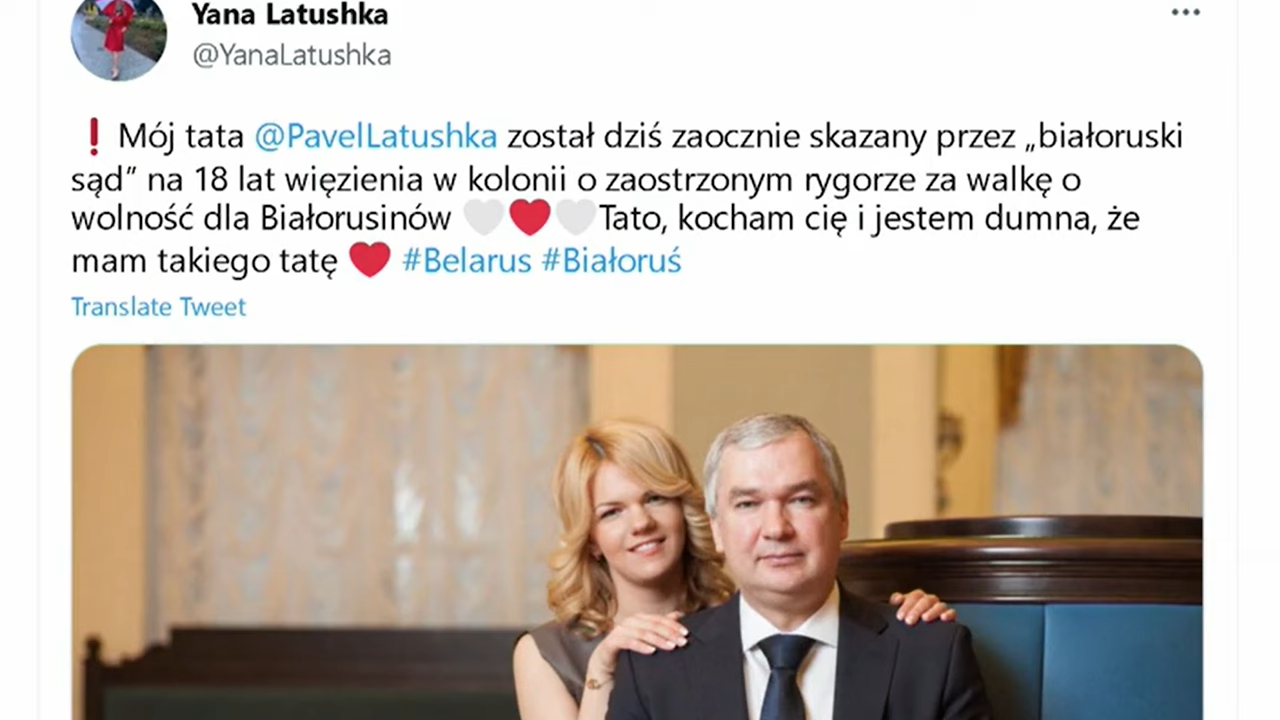 Yana Latushka
@YanaLatushka
❗ Mój tata @PavelLatushka został dziś zaocznie skazany przez „białoruski
sąd” na 18 lat więzienia w kolonii o zaostrzonym rygorze za walkę o
wolność dla Białorusinów 🤍❤️🤍Tato, kocham cię i jestem dumna, że
mam takiego tatę ❤️ #Belarus #Białoruś
Translate Tweet